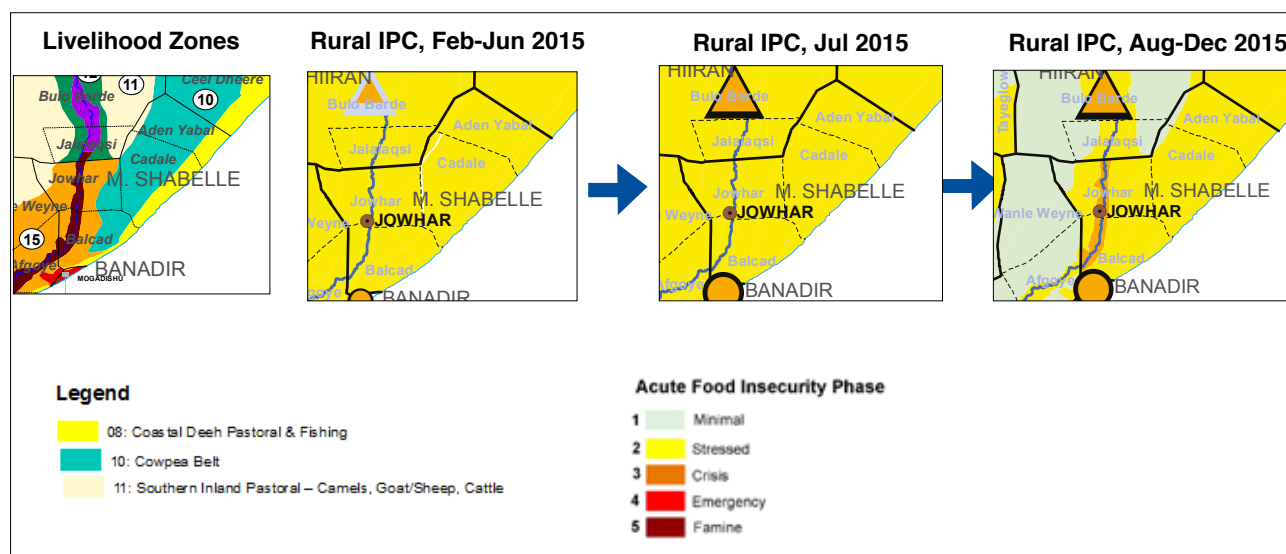 Livelihood Zones
Rural IPC, Feb-Jun 2015
Rural IPC, Jul 2015
Rural IPC, Aug-Dec 2015
11
Ceel Dheere
Bulo Barde
10
Aden Yabal
Jalalaqsi
Cadale
Jowhar
M. SHABELLE
e Weyne
15
Balcad
Afgoye
BANADIR
MOGADISHU
HIIRAN
Bulo Barde
Aden Yabal
Jalalaqsi
Cadale
M. SHABELLE
Jowhar
JOWHAR
Weyne
Balcad
fgoye
BANADIR
HIIRAN
Bulo Barde
Aden Yabal
Jalalaqsi
Cadale
Jowhar
M. SHABELLE
Weyne
JOWHAR
Balcad
Afgoye
BANADIR
HIIRAN
Tayeglow
Bulo Barde
Aden Yabal
Jalalaqsi
Cadale
Jowhar
M. SHABELLE
Wanle Weyne
JOWHAR
Balcad
Afgoye
BANADIR
Legend
08: Coastal Deeh Pastoral & Fishing
10: Cowpea Belt
11: Southern Inland Pastoral – Camels, Goat/Sheep, Cattle
Acute Food Insecurity Phase
1 Minimal
2 Stressed
3 Crisis
4 Emergency
5 Famine